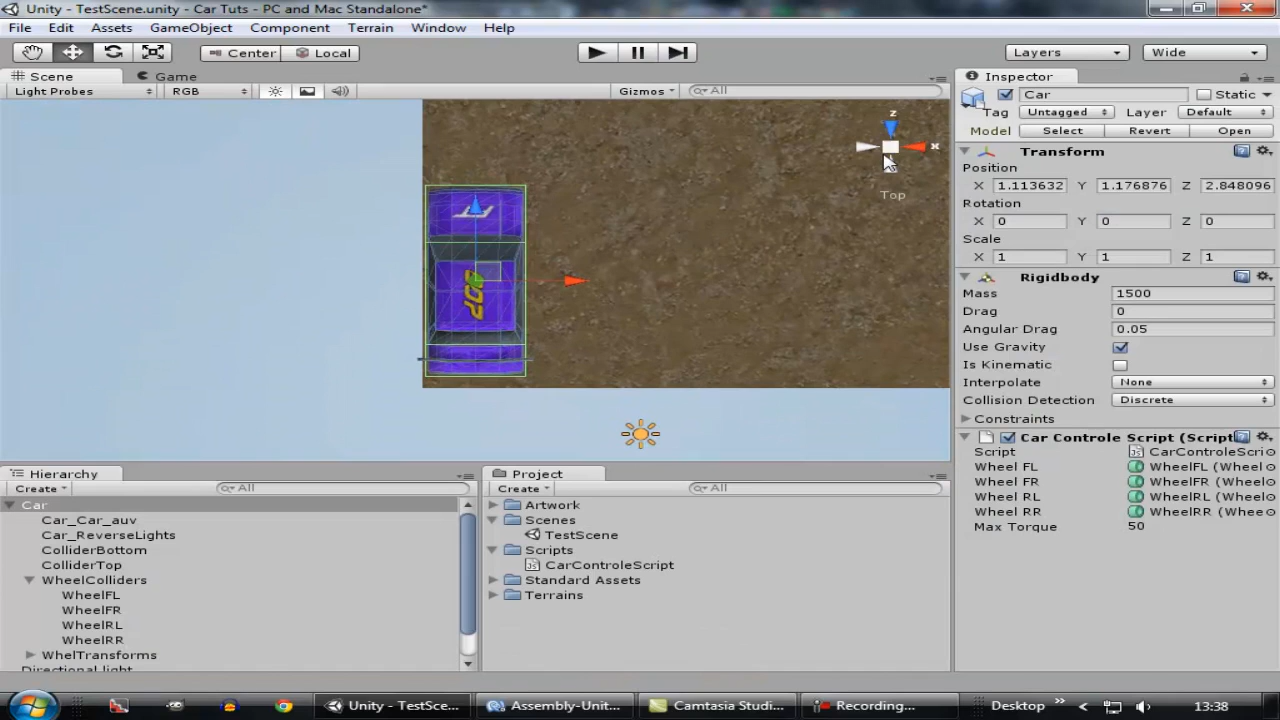 Unity - TestScene.unity - Car Tuts - PC and Mac Standalone*
File Edit Assets GameObject Component Terrain Window Help
Center Local Layers Wide
Scene Game
Light Probes RGB Gizmos All
z
x
Top
Inspector
Car Static
Tag Untagged Layer Default
Model Select Revert Open
Transform
Position
X 1.113632 Y 1.176876 Z 2.848096
Rotation
X 0 Y 0 Z 0
Scale
X 1 Y 1 Z 1
Rigidbody
Mass 1500
Drag 0
Angular Drag 0.05
Use Gravity
Is Kinematic
Interpolate None
Collision Detection Discrete
Constraints
Car Controle Script (Script
Script CarControleScri
Wheel FL WheelFL (Wheel
Wheel FR WheelFR (Whee
Wheel RL WheelRL (Wheel
Wheel RR WheelRR (Whee
Max Torque 50
Hierarchy
Create All
Car
Car_Car_auv
Car_ReverseLights
ColliderBottom
ColliderTop
WheelColliders
WheelFL
WheelFR
WheelRL
WheelRR
WhelTransforms
Directional light
Project
Create All
Artwork
Scenes
TestScene
Scripts
CarControleScript
Standard Assets
Terrains
Unity - TestSce... Assembly-Unit... Camtasia Studi... Recording... Desktop 13:38